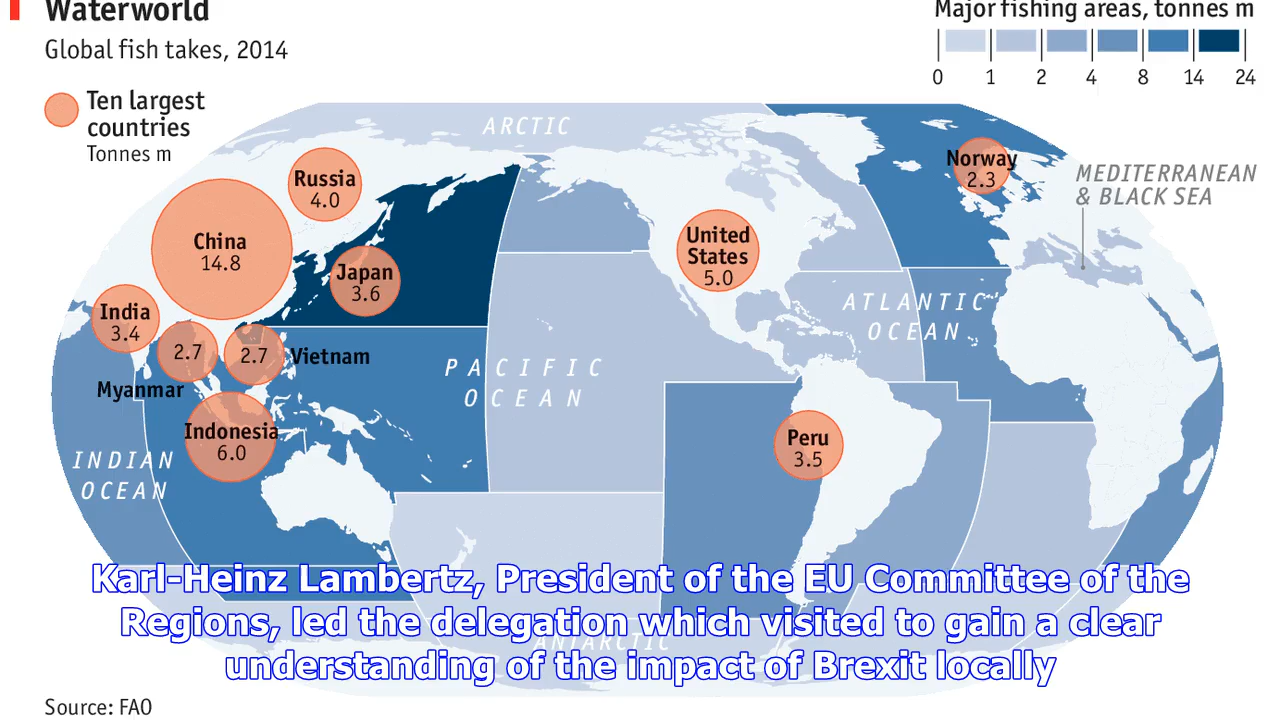 Waterworld
Global fish takes, 2014
Major fishing areas, tonnes m
0 1 2 4 8 14 24
Ten largest
countries
Tonnes m
ARCTIC
Norway
2.3
MEDITERRANEAN
& BLACK SEA
Russia
4.0
China
14.8
United
States
5.0
Japan
3.6
India
3.4
ATLANTIC
OCEAN
2.7
2.7
Vietnam
Myanmar
PACIFIC
OCEAN
Indonesia
6.0
Peru
3.5
INDIAN
OCEAN
Karl-Heinz Lambertz, President of the EU Committee of the
Regions, led the delegation which visited to gain a clear
ANTARCTIC
understanding of the impact of Brexit locally
Source: FAO